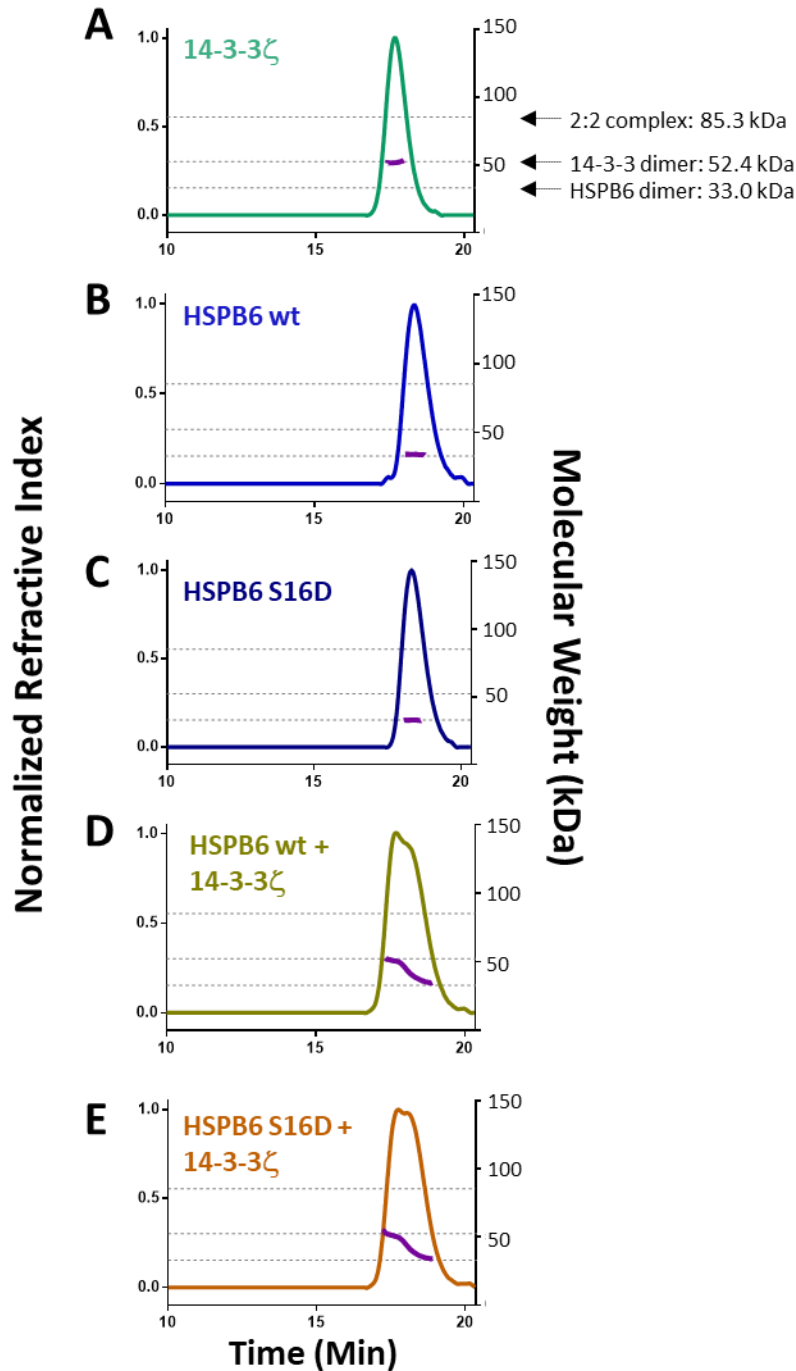 A
14-3-3ζ
1.0
0.5
0.0
150
100
50
10
15
20
2:2 complex: 85.3 kDa
14-3-3 dimer: 52.4 kDa
HSPB6 dimer: 33.0 kDa
B
HSPB6 wt
1.0
0.5
0.0
150
100
50
10
15
20
C
HSPB6 S16D
1.0
0.5
0.0
150
100
50
10
15
20
D
HSPB6 wt +
14-3-3ζ
1.0
0.5
0.0
150
100
50
10
15
20
E
HSPB6 S16D +
14-3-3ζ
1.0
0.5
0.0
150
100
50
10
15
20
Normalized Refractive Index
Molecular Weight (kDa)
Time (Min)